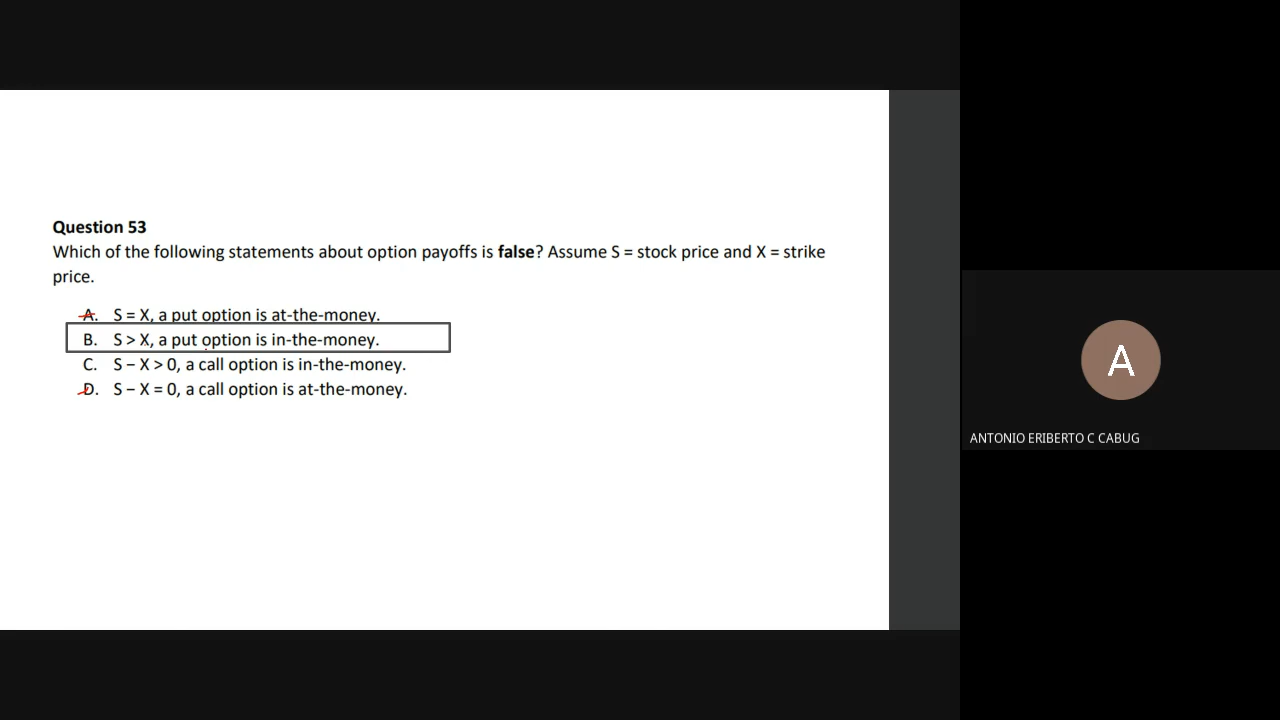 Question 53
Which of the following statements about option payoffs is false? Assume S = stock price and X = strike
price.
A. S = X, a put option is at-the-money.
B. S > X, a put option is in-the-money.
C. S − X > 0, a call option is in-the-money.
D. S − X = 0, a call option is at-the-money.
A
ANTONIO ERIBERTO C CABUG